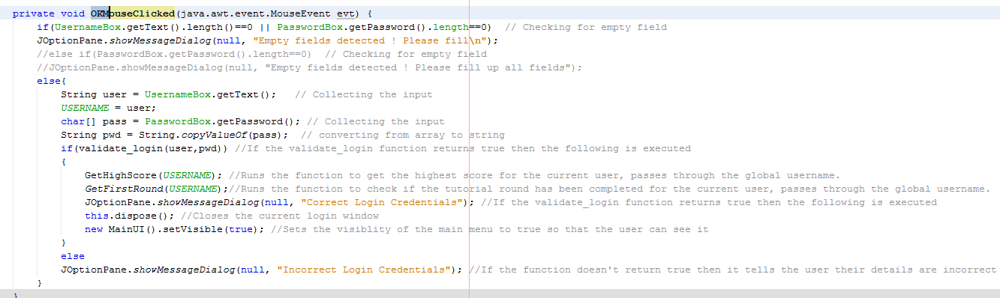 private void OKMouseClicked(java.awt.event.MouseEvent evt) {
if(UsernameBox.getText().length()==0 || PasswordBox.getPassword().length==0)  // Checking for empty field
JOptionPane.showMessageDialog(null, "Empty fields detected ! Please fill\n");
//else if(PasswordBox.getPassword().length==0)  // Checking for empty field
//JOptionPane.showMessageDialog(null, "Empty fields detected ! Please fill up all fields");
else{
String user = UsernameBox.getText();   // Collecting the input
USERNAME = user;
char[] pass = PasswordBox.getPassword(); // Collecting the input
String pwd = String.copyValueOf(pass);  // converting from array to string
if(validate_login(user,pwd)) //If the validate_login function returns true then the following is executed
{
GetHighScore(USERNAME); //Runs the function to get the highest score for the current user, passes through the global username.
GetFirstRound(USERNAME);//Runs the function to check if the tutorial round has been completed for the current user, passes through the global username.
JOptionPane.showMessageDialog(null, "Correct Login Credentials"); //If the validate_login function returns true then the following is executed
this.dispose(); //Closes the current login window
new MainUI().setVisible(true); //Sets the visiblity of the main menu to true so that the user can see it
}
else
JOptionPane.showMessageDialog(null, "Incorrect Login Credentials"); //If the function doesn't return true then it tells the user their details are incorrect
}
}